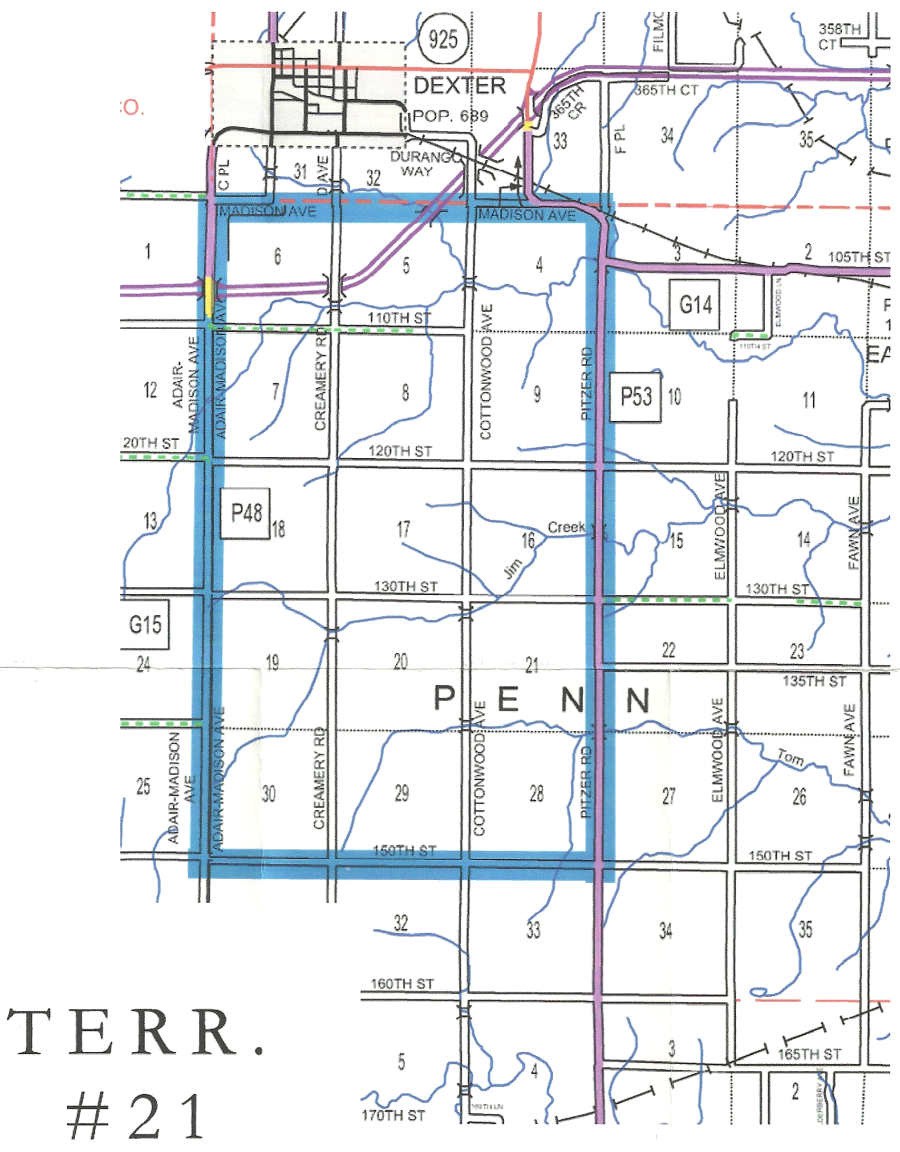 925
FILMO
358TH
CT
DEXTER
CO.
POP. 689
365TH CT
365TH
CR
33
F PL
34
35
DURANGO
WAY
C PL
31
D AVE
32
MADISON AVE
MADISON AVE
1
6
5
4
3
2
105TH ST
G14
ELMWOOD LN
110TH ST
110TH ST
EA
ADAIR-
MADISON AVE
ADAIR-MADISON AVE
CREAMERY RD
COTTONWOOD AVE
PITZER RD
12
7
8
9
P53
10
11
20TH ST
120TH ST
120TH ST
P48
13
18
17
16
Creek
Jim
15
ELMWOOD AVE
14
FAWN AVE
130TH ST
130TH ST
G15
24
19
20
21
22
23
135TH ST
P E N N
ADAIR-MADISON
AVE
ADAIR-MADISON AVE
CREAMERY RD
COTTONWOOD AVE
PITZER RD
ELMWOOD AVE
FAWN AVE
Tom
25
30
29
28
27
26
150TH ST
150TH ST
32
33
34
35
160TH ST
TERR.
#21
5
4
3
165TH ST
2
169TH LN
170TH ST